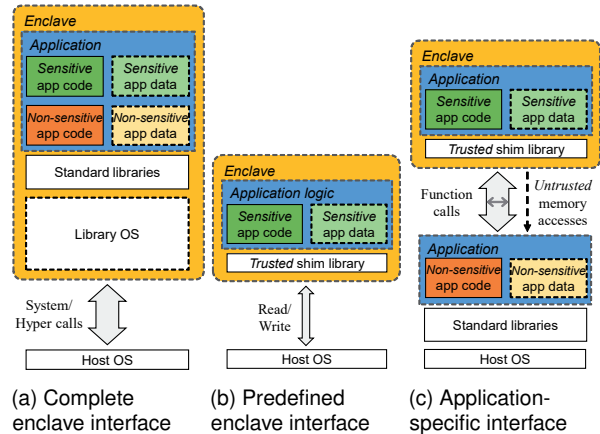 Enclave
Application
Sensitive
app code
Sensitive
app data
Non-sensitive
app code
Non-sensitive
app data
Standard libraries
Library OS
System/
Hyper calls
Host OS
(a) Complete
enclave interface
Enclave
Application logic
Sensitive
app code
Sensitive
app data
Trusted shim library
Read/
Write
Host OS
(b) Predefined
enclave interface
Enclave
Application
Sensitive
app code
Sensitive
app data
Trusted shim library
Function
calls
Untrusted
memory
accesses
Application
Non-sensitive
app code
Non-sensitive
app data
Standard libraries
Host OS
(c) Application-
specific interface